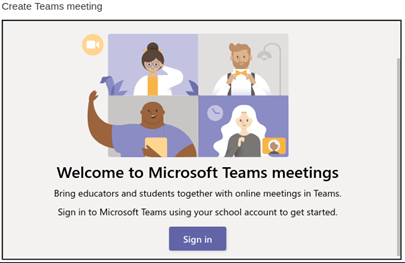 Create Teams meeting
Welcome to Microsoft Teams meetings
Bring educators and students together with online meetings in Teams.
Sign in to Microsoft Teams using your school account to get started.
Sign in